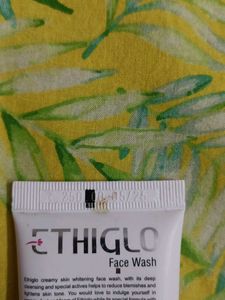 ETHIGLO
Face Wash
Ethiglo creamy skin whitening face wash, with its deep
cleansing and special actives helps to reduce blemishes and
lightens skin tone. You would love to indulge yourself in